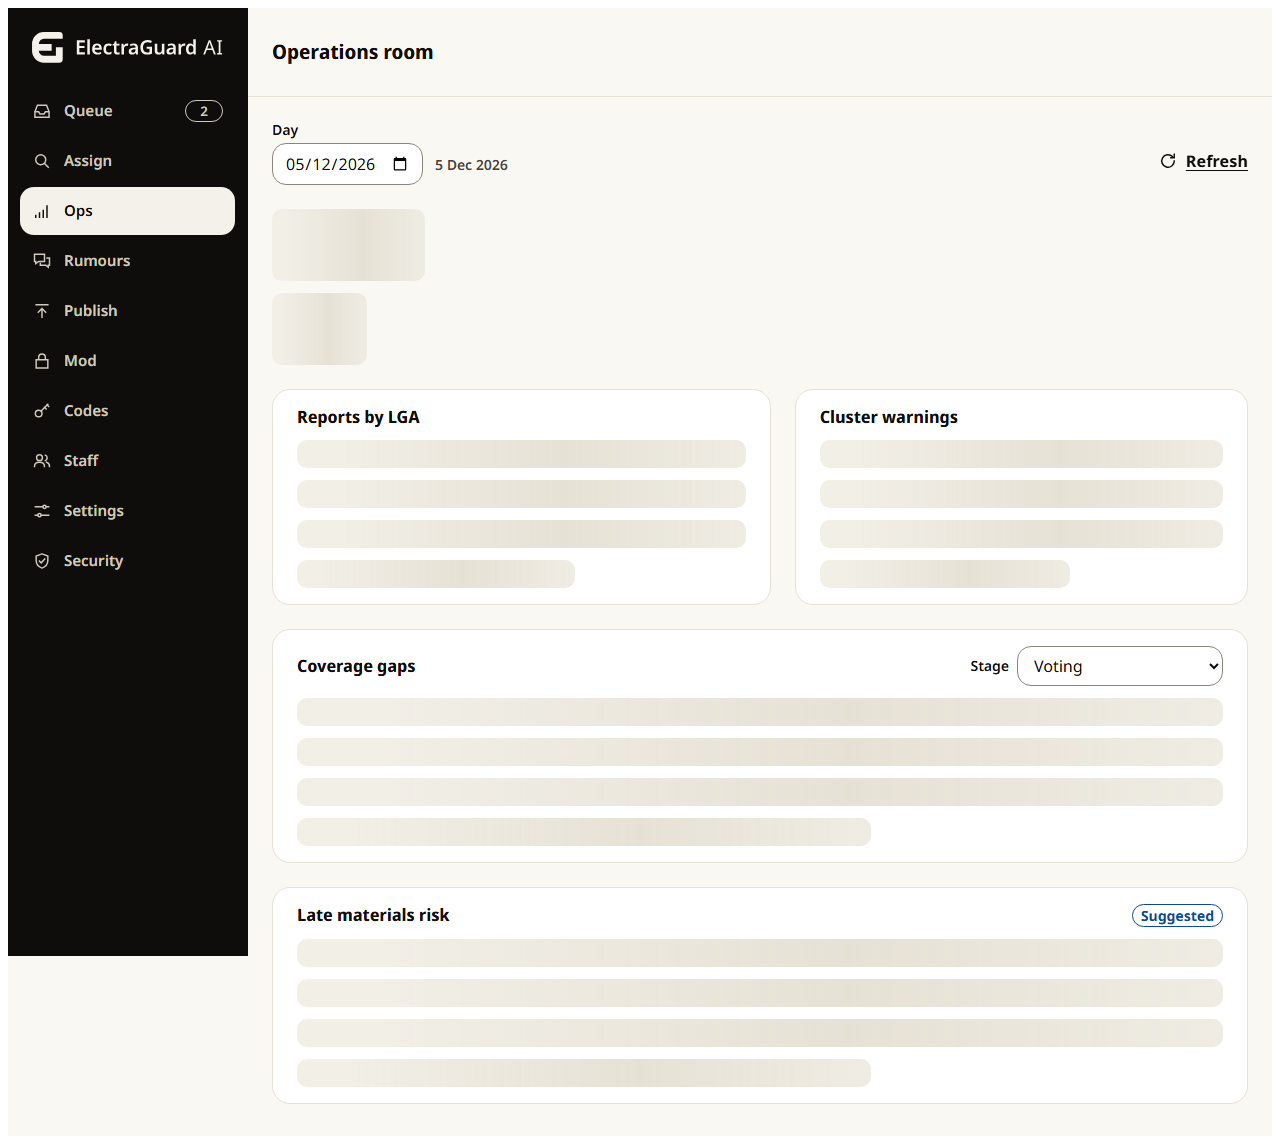 ElectraGuard AI
Queue 2
Assign
Ops
Rumours
Publish
Mod
Codes
Staff
Settings
Security
Operations room
Day
05/12/2026
5 Dec 2026
Refresh
Reports by LGA
Cluster warnings
Coverage gaps
Stage Voting
Late materials risk
Suggested